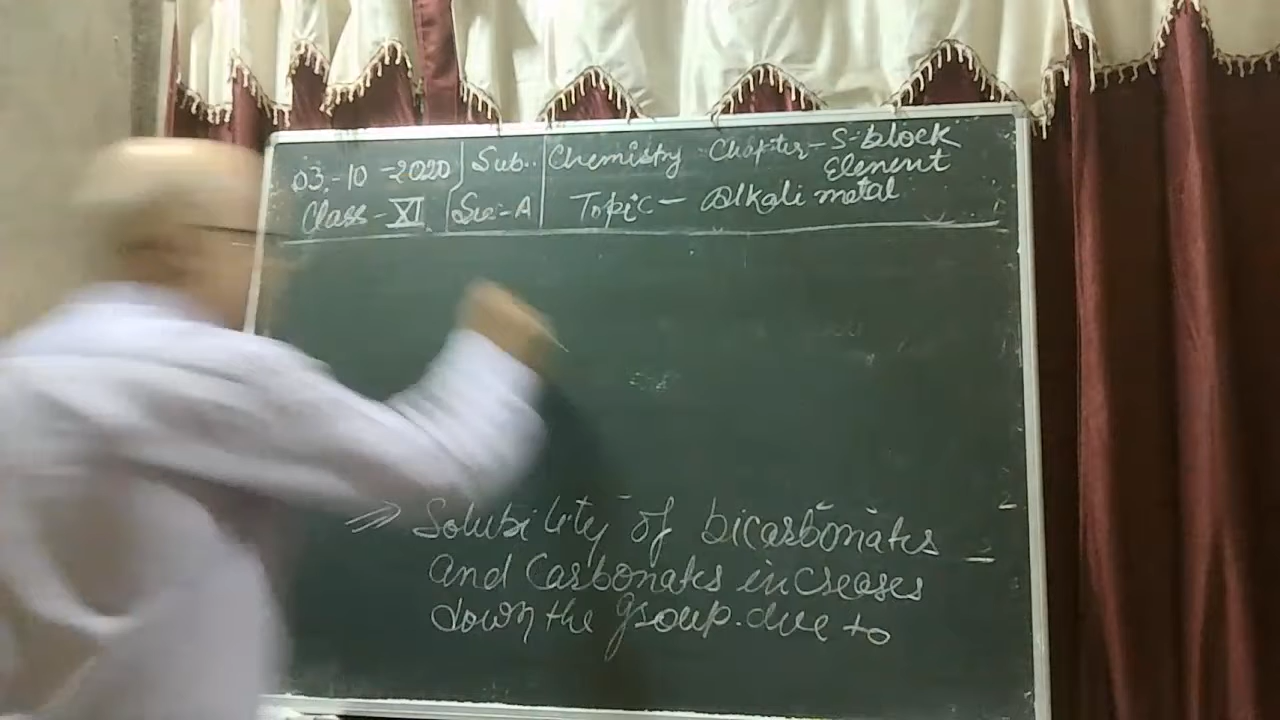 03.-10-2020 Sub.. Chemistry Chapter- S-block
Element
Class-XI Sec-A Topic- Alkali metal
⇒ Solubility of bicarbonates
and Carbonates increases
down the group. due to